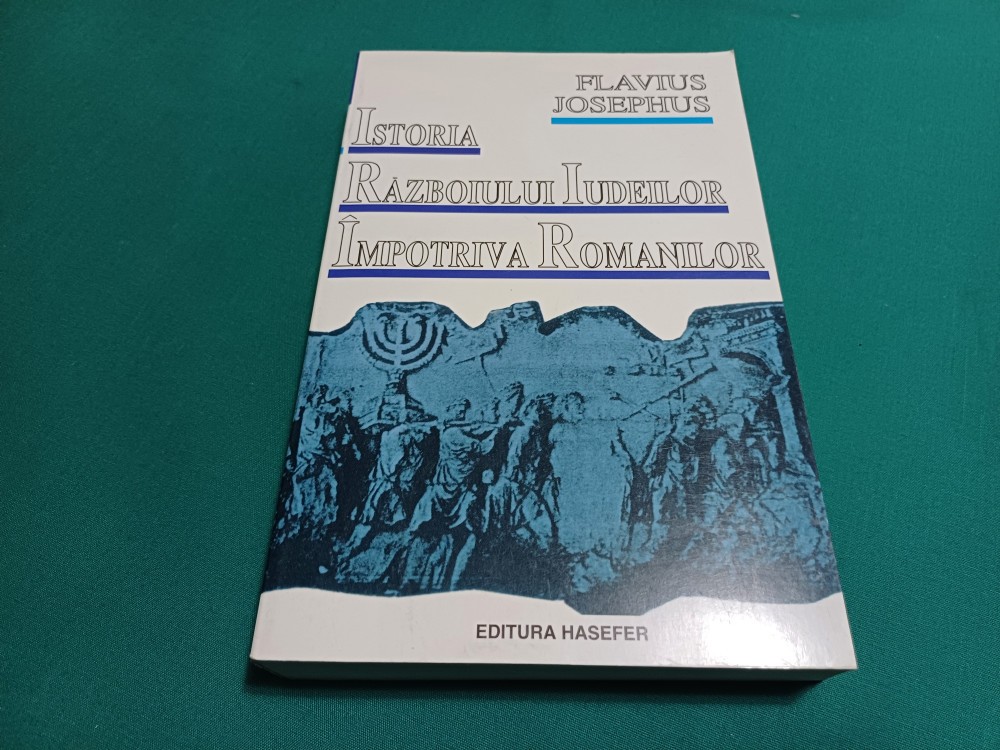 FLAVIUS
JOSEPHUS
ISTORIA
RĂZBOIULUI IUDEILOR
ÎMPOTRIVA ROMANILOR
EDITURA HASEFER